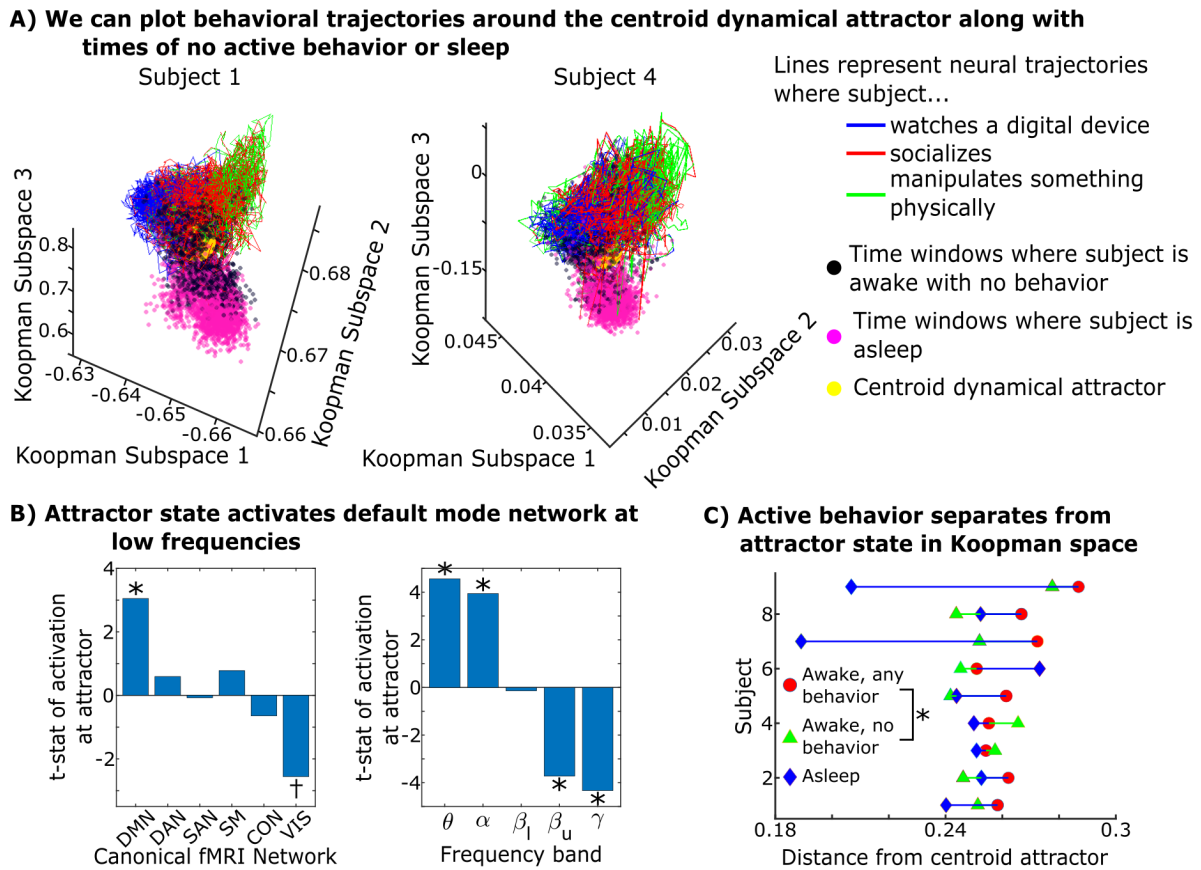 A) We can plot behavioral trajectories around the centroid dynamical attractor along with
times of no active behavior or sleep
Subject 1
Subject 4
Lines represent neural trajectories
where subject...
watches a digital device
socializes
manipulates something
physically
Time windows where subject is
awake with no behavior
Time windows where subject is
asleep
Centroid dynamical attractor
Koopman Subspace 3
0.8
0.7
0.6
-0.63
-0.64
-0.65
-0.66
Koopman Subspace 1
0.66
0.67
0.68
Koopman Subspace 2
Koopman Subspace 3
0
-0.15
0.045
0.04
0.035
Koopman Subspace 1
0.01
0.02
0.03
Koopman Subspace 2
B) Attractor state activates default mode network at
low frequencies
t-stat of activation
at attractor
4
2
0
-2
*
†
DMN
DAN
SAN
SM
CON
VIS
Canonical fMRI Network
t-stat of activation
at attractor
4
2
0
-2
-4
*
*
*
*
θ
α
βl
βu
γ
Frequency band
C) Active behavior separates from
attractor state in Koopman space
Subject
8
6
4
2
Awake, any
behavior
Awake, no
behavior
*
Asleep
0.18
0.24
0.3
Distance from centroid attractor